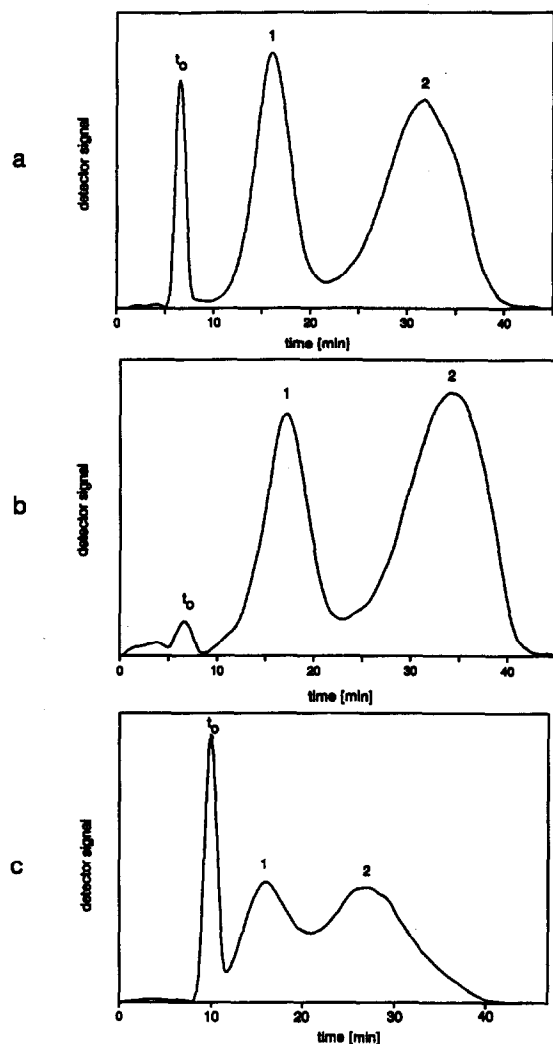 a
detector signal
t₀
1
2
0 10 20 30 40
time [min]
b
detector signal
t₀
1
2
0 10 20 30 40
time [min]
c
detector signal
t₀
1
2
0 10 20 30 40
time [min]